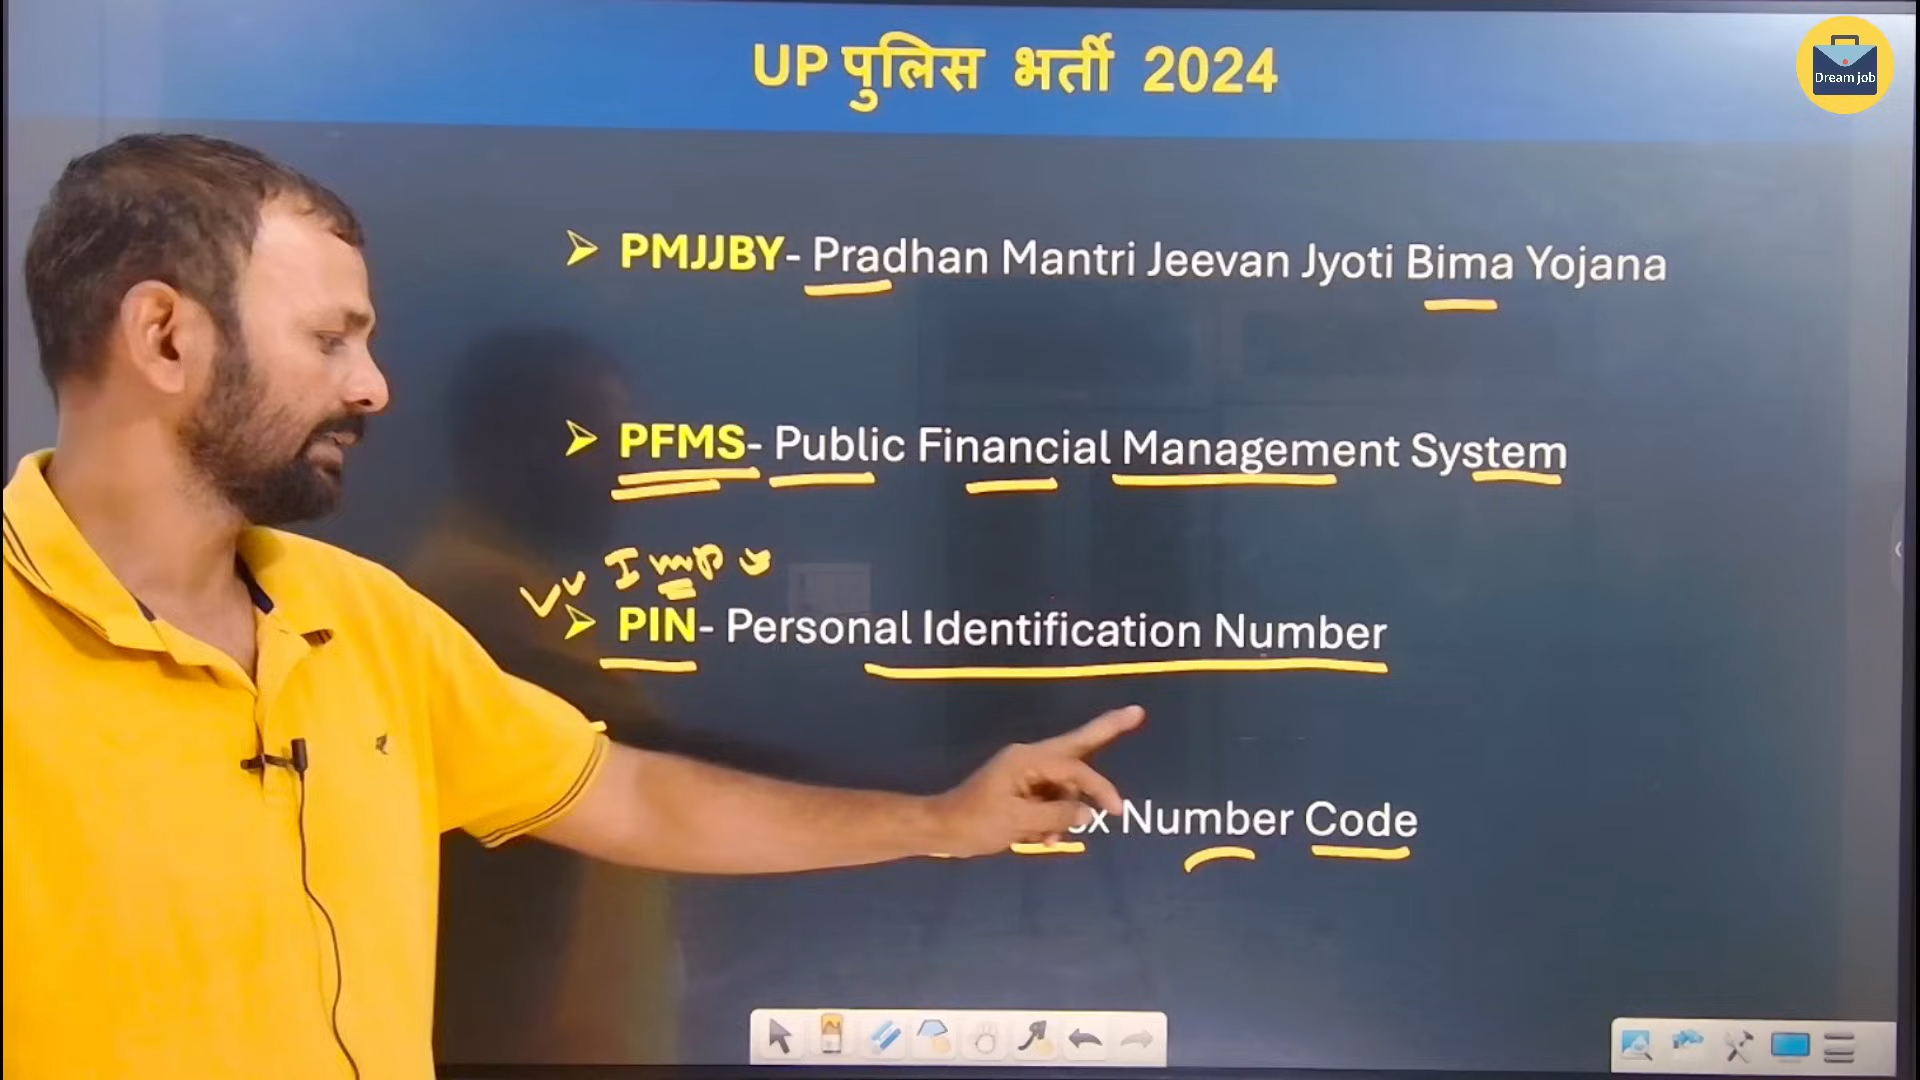 UP पुलिस भर्ती 2024
Dream job
PMJJBY- Pradhan Mantri Jeevan Jyoti Bima Yojana
PFMS- Public Financial Management System
Imp
PIN- Personal Identification Number
Number Code